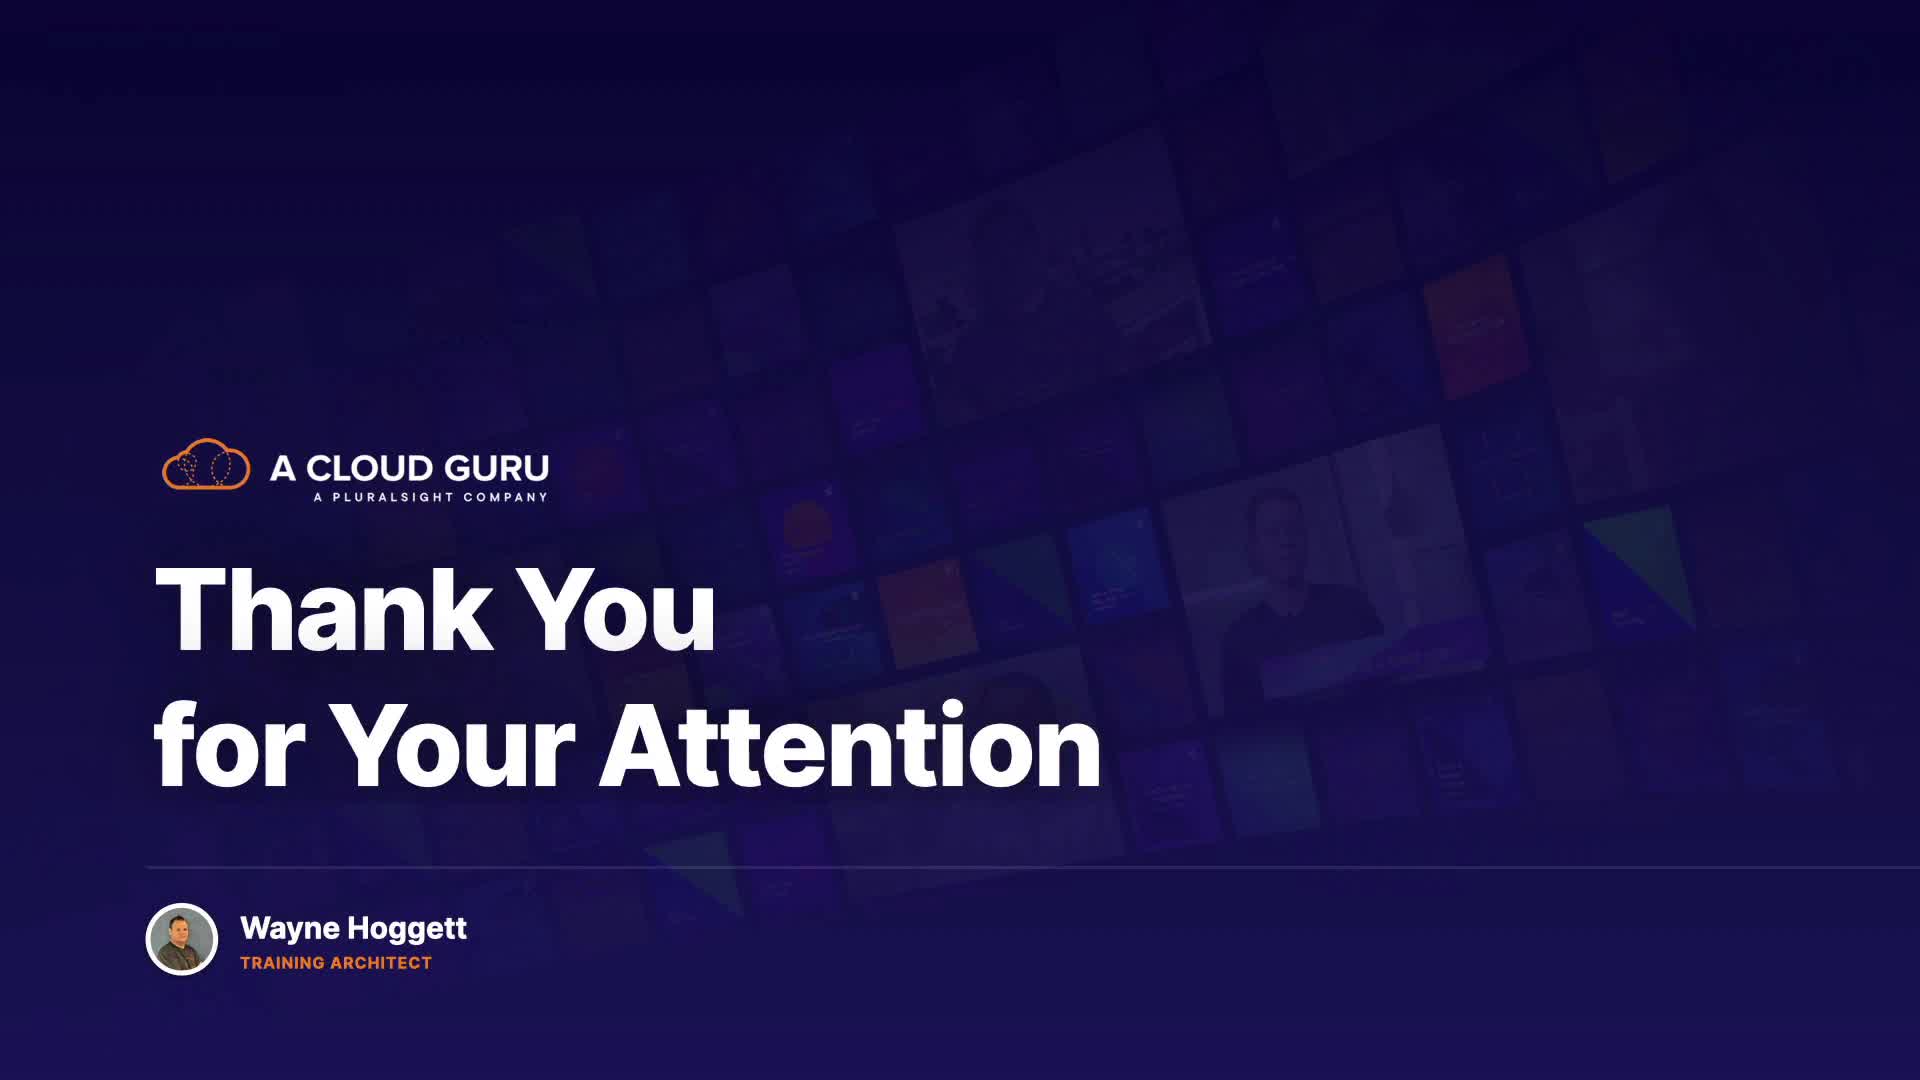 A CLOUD GURU
A PLURALSIGHT COMPANY
Thank You
for Your Attention
Wayne Hoggett
TRAINING ARCHITECT